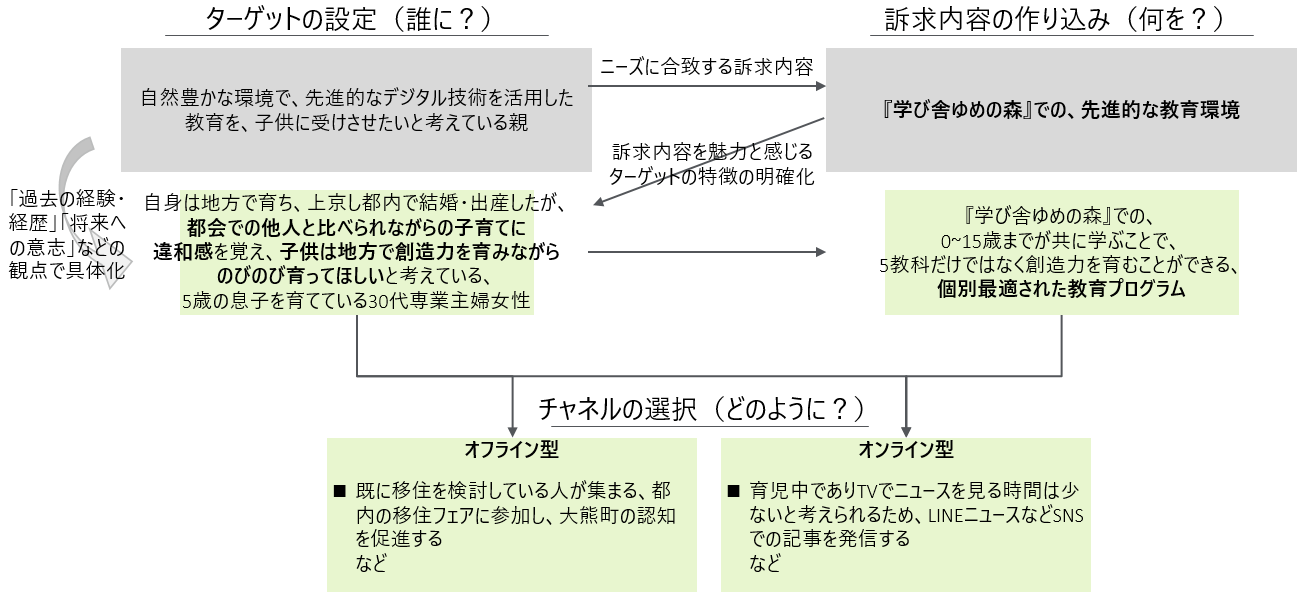 ターゲットの設定（誰に？）
訴求内容の作り込み（何を？）
自然豊かな環境で、先進的なデジタル技術を活用した
教育を、子供に受けさせたいと考えている親
ニーズに合致する訴求内容
『学び舎ゆめの森』での、先進的な教育環境
訴求内容を魅力と感じる
ターゲットの特徴の明確化
「過去の経験・
経歴」「将来へ
の意志」などの
観点で具体化
自身は地方で育ち、上京し都内で結婚・出産したが、
都会での他人と比べられながらの子育てに
違和感を覚え、子供は地方で創造力を育みながら
のびのび育ってほしいと考えている、
5歳の息子を育てている30代専業主婦女性
『学び舎ゆめの森』での、
0~15歳までが共に学ぶことで、
5教科だけではなく創造力を育むことができる、
個別最適された教育プログラム
チャネルの選択（どのように？）
オフライン型
■ 既に移住を検討している人が集まる、都
内の移住フェアに参加し、大熊町の認知
を促進する
など
オンライン型
■ 育児中でありTVでニュースを見る時間は少
ないと考えられるため、LINEニュースなどSNS
での記事を発信する
など